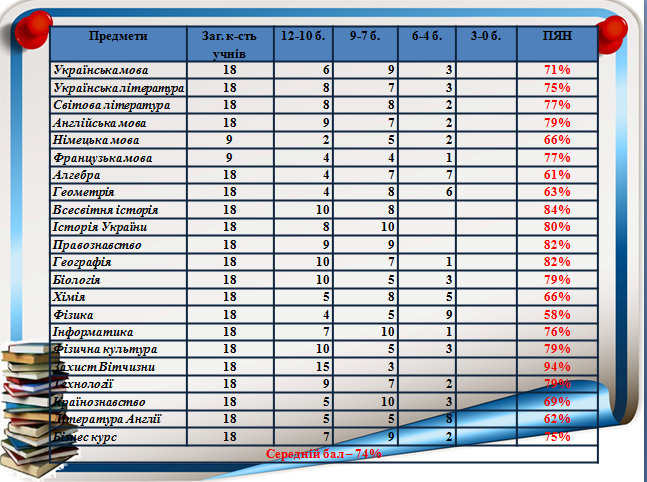 Предмети Заг. к-сть учнів 12-10 б. 9-7 б. 6-4 б. 3-0 б. ПЯН
Українська мова 18 6 9 3 71%
Українська література 18 8 7 3 75%
Світова література 18 8 8 2 77%
Англійська мова 18 9 7 2 79%
Німецька мова 9 2 5 2 66%
Французька мова 9 4 4 1 77%
Алгебра 18 4 7 7 61%
Геометрія 18 4 8 6 63%
Всесвітня історія 18 10 8 84%
Історія України 18 8 10 80%
Правознавство 18 9 9 82%
Географія 18 10 7 1 82%
Біологія 18 10 5 3 79%
Хімія 18 5 8 5 66%
Фізика 18 4 5 9 58%
Інформатика 18 7 10 1 76%
Фізична культура 18 10 5 3 79%
Захист Вітчизни 18 15 3 94%
Технології 18 9 7 2 79%
Країнознавство 18 5 10 3 69%
Література Англії 18 5 5 8 62%
Бізнес курс 18 7 9 2 75%
Середній бал – 74%